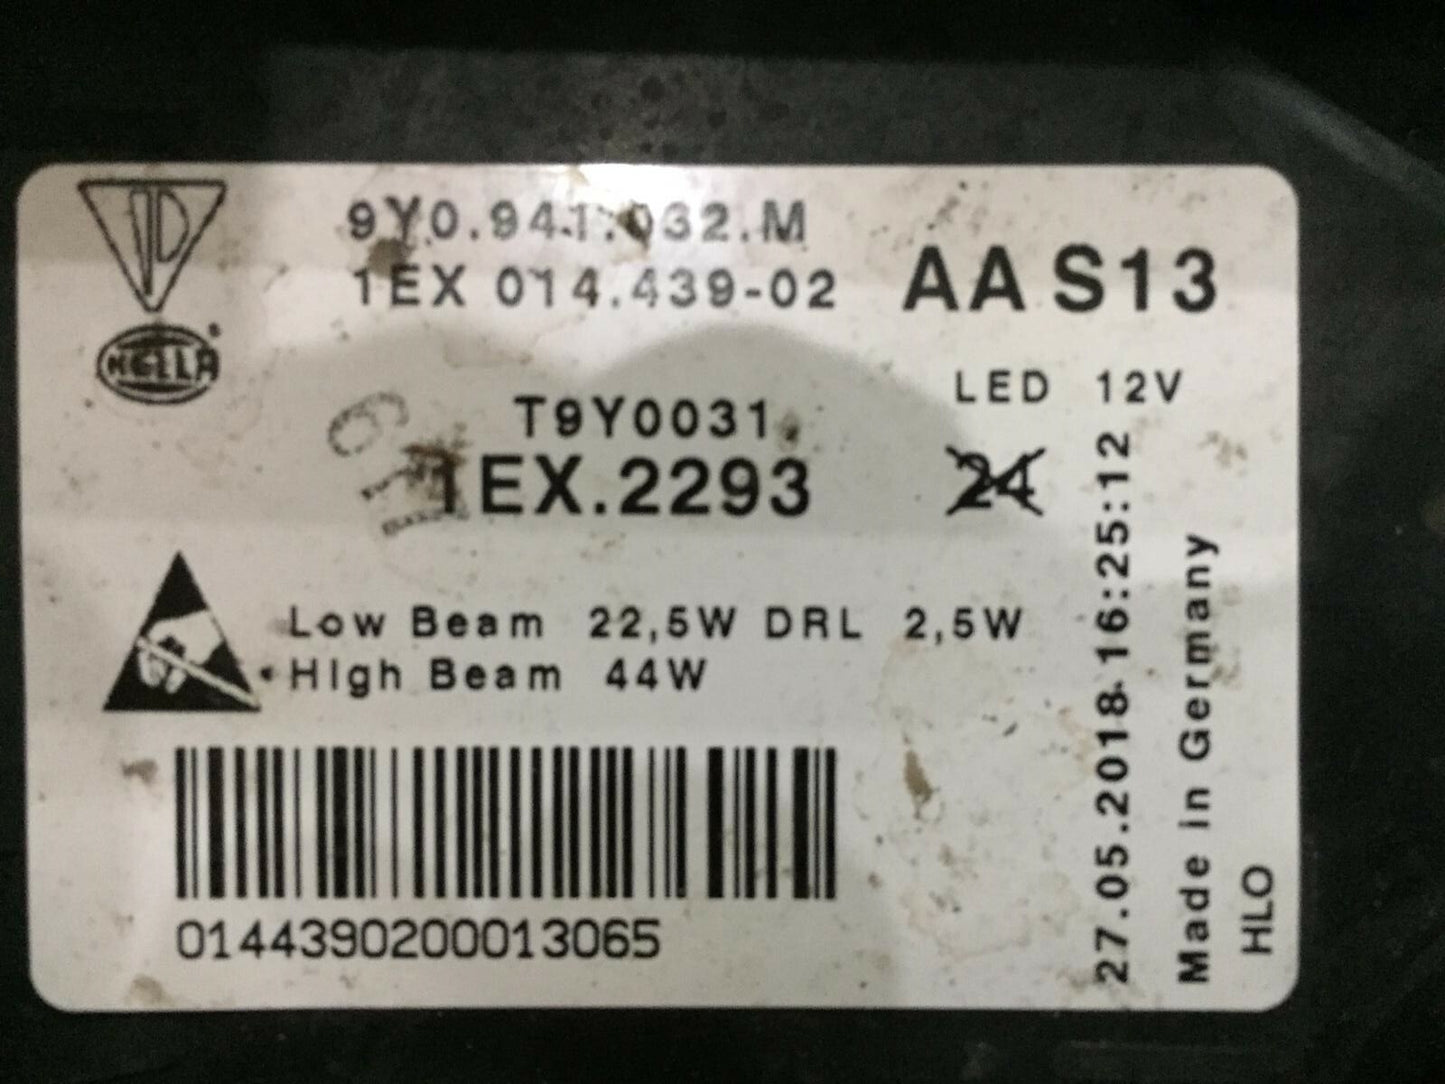 9Y0.941.032.M
1EX 014.439-02
AA S13
HELLA
LED 12V
T9Y0031
1EX.2293
24
Low Beam 22,5W DRL 2,5W
High Beam 44W
01443902000013065
27.05.2018 16:25:12
Made in Germany
HLO